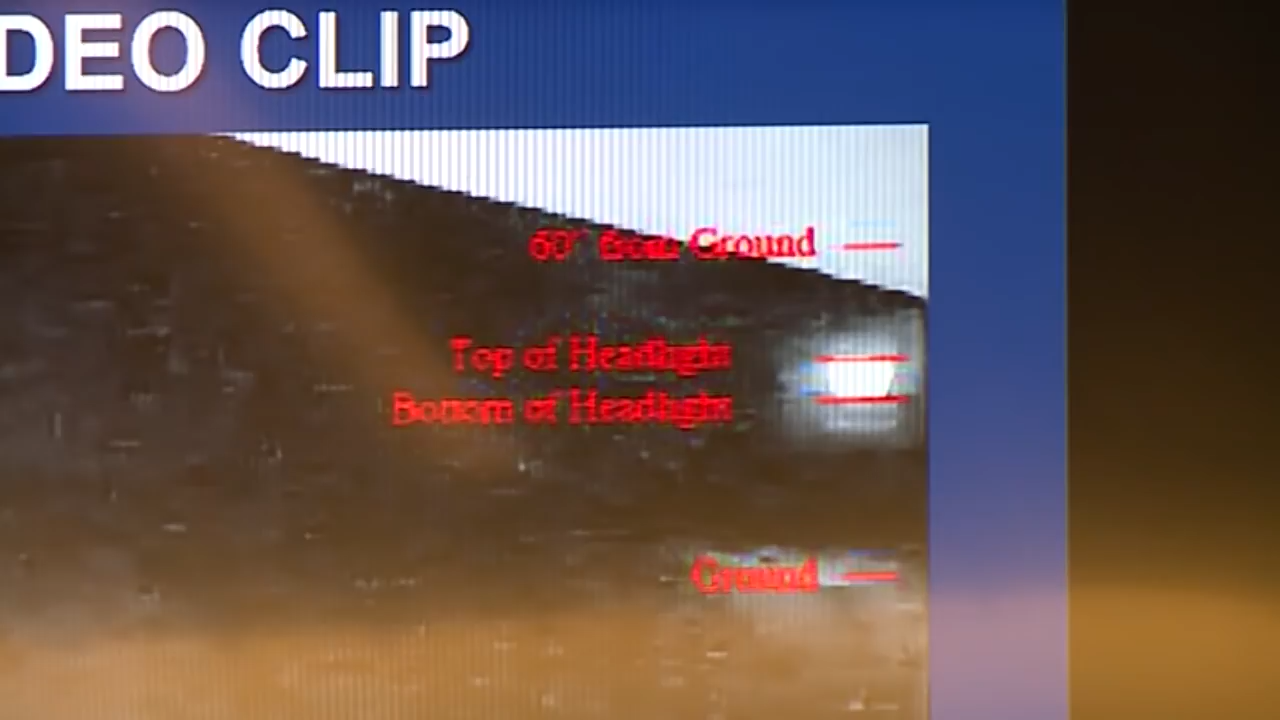 DEO CLIP
60" from Ground
Top of Headlight
Bottom of Headlight
Ground